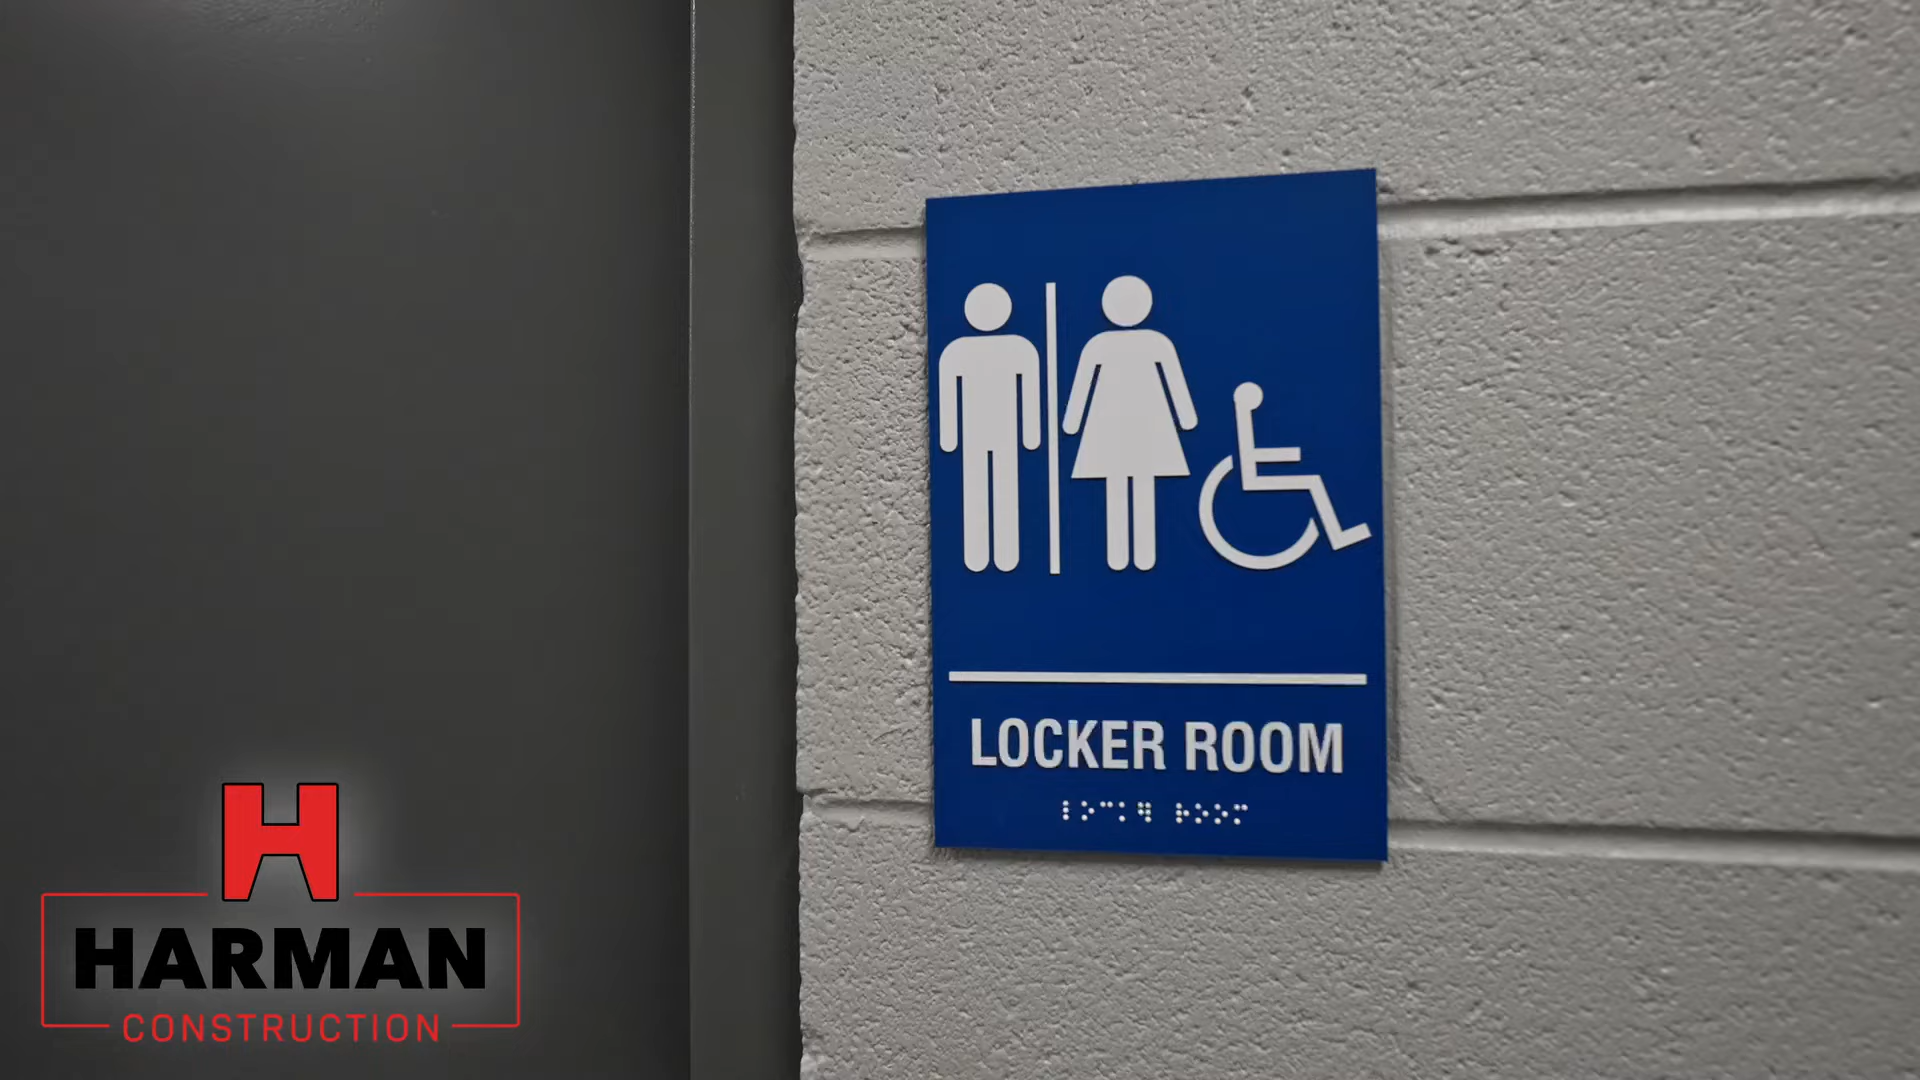 LOCKER ROOM
⠇⠕⠉⠅⠻ ⠗⠕⠕⠍
H
HARMAN
CONSTRUCTION